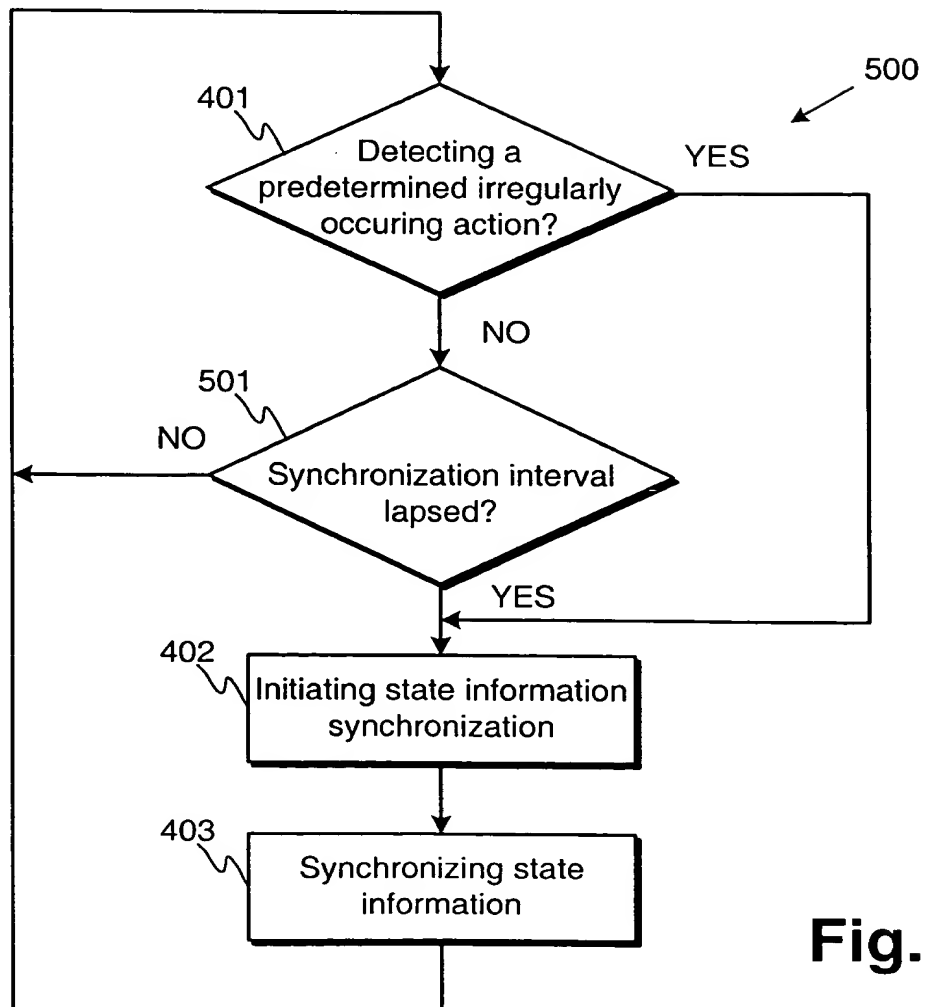 500
401
Detecting a
predetermined irregularly
occuring action?
YES
NO
501
NO
Synchronization interval
lapsed?
YES
402
Initiating state information
synchronization
403
Synchronizing state
information
Fig.